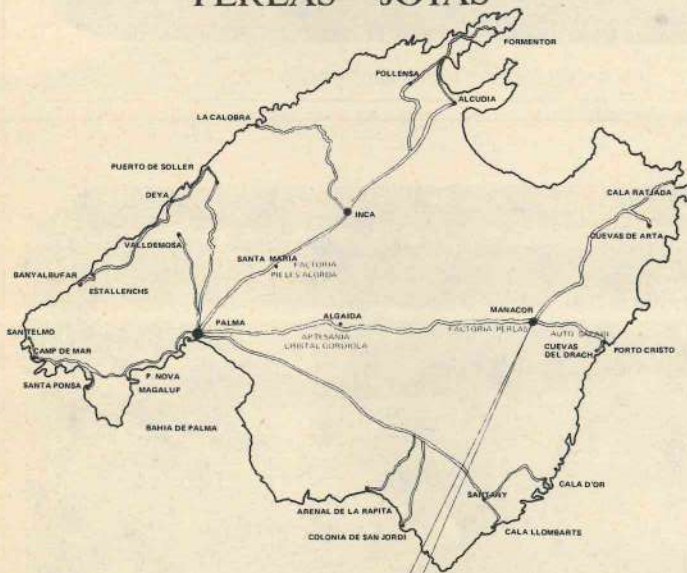 PERLAS JOYAS
FORMENTOR
POLLENSA
ALCUDIA
LA CALOBRA
PUERTO DE SOLLER
CALA RATJADA
DEYA
INCA
CUEVAS DE ARTA
VALLDEMOSA
SANTA MARIA
FACTORIA
PIELES ALORDA
BANYALBUFAR
ESTALLENCHS
ALGAIDA
MANACOR
PALMA
SAN TELMO
ARTESANIA
CRISTAL GORDIOLA
FACTORIA PERLAS
AUTO SAFARI
CAMP DE MAR
CUEVAS
DEL DRACH
PORTO CRISTO
SANTA PONSA
P. NOVA
MAGALUF
BAHIA DE PALMA
SANTANY
CALA D'OR
ARENAL DE LA RAPITA
COLONIA DE SAN JORDI
CALA LLOMBARTS